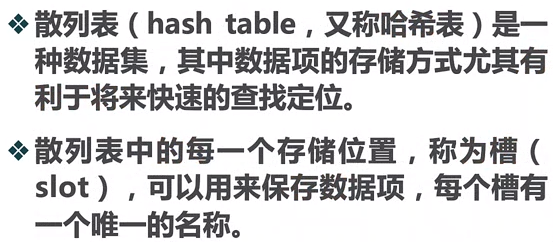 ❖散列表（hash table，又称哈希表）是一
种数据集，其中数据项的存储方式尤其有
利于将来快速的查找定位。
❖散列表中的每一个存储位置，称为槽（
slot），可以用来保存数据项，每个槽有
一个唯一的名称。